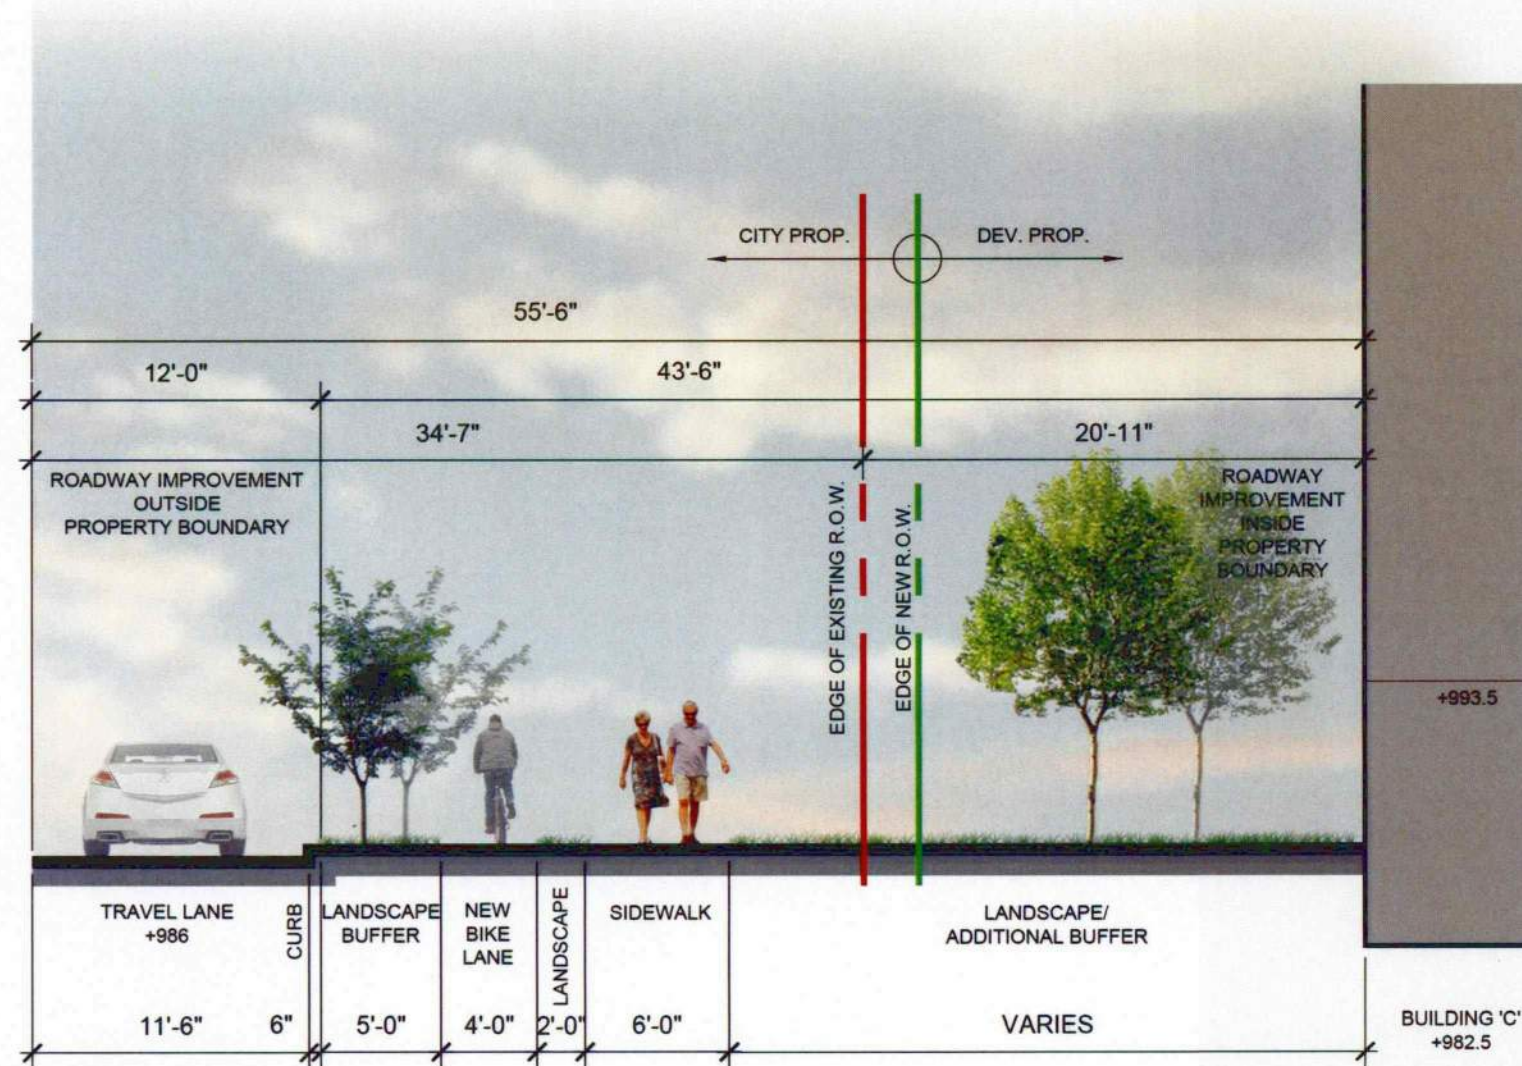 CITY PROP.
DEV. PROP.
55'-6"
12'-0"
43'-6"
34'-7"
20'-11"
ROADWAY IMPROVEMENT
OUTSIDE
PROPERTY BOUNDARY
EDGE OF EXISTING R.O.W.
EDGE OF NEW R.O.W.
ROADWAY
IMPROVEMENT
INSIDE
PROPERTY
BOUNDARY
+993.5
TRAVEL LANE
+986
CURB
LANDSCAPE
BUFFER
NEW
BIKE
LANE
LANDSCAPE
SIDEWALK
LANDSCAPE/
ADDITIONAL BUFFER
11'-6"
6"
5'-0"
4'-0"
2'-0"
6'-0"
VARIES
BUILDING 'C'
+982.5